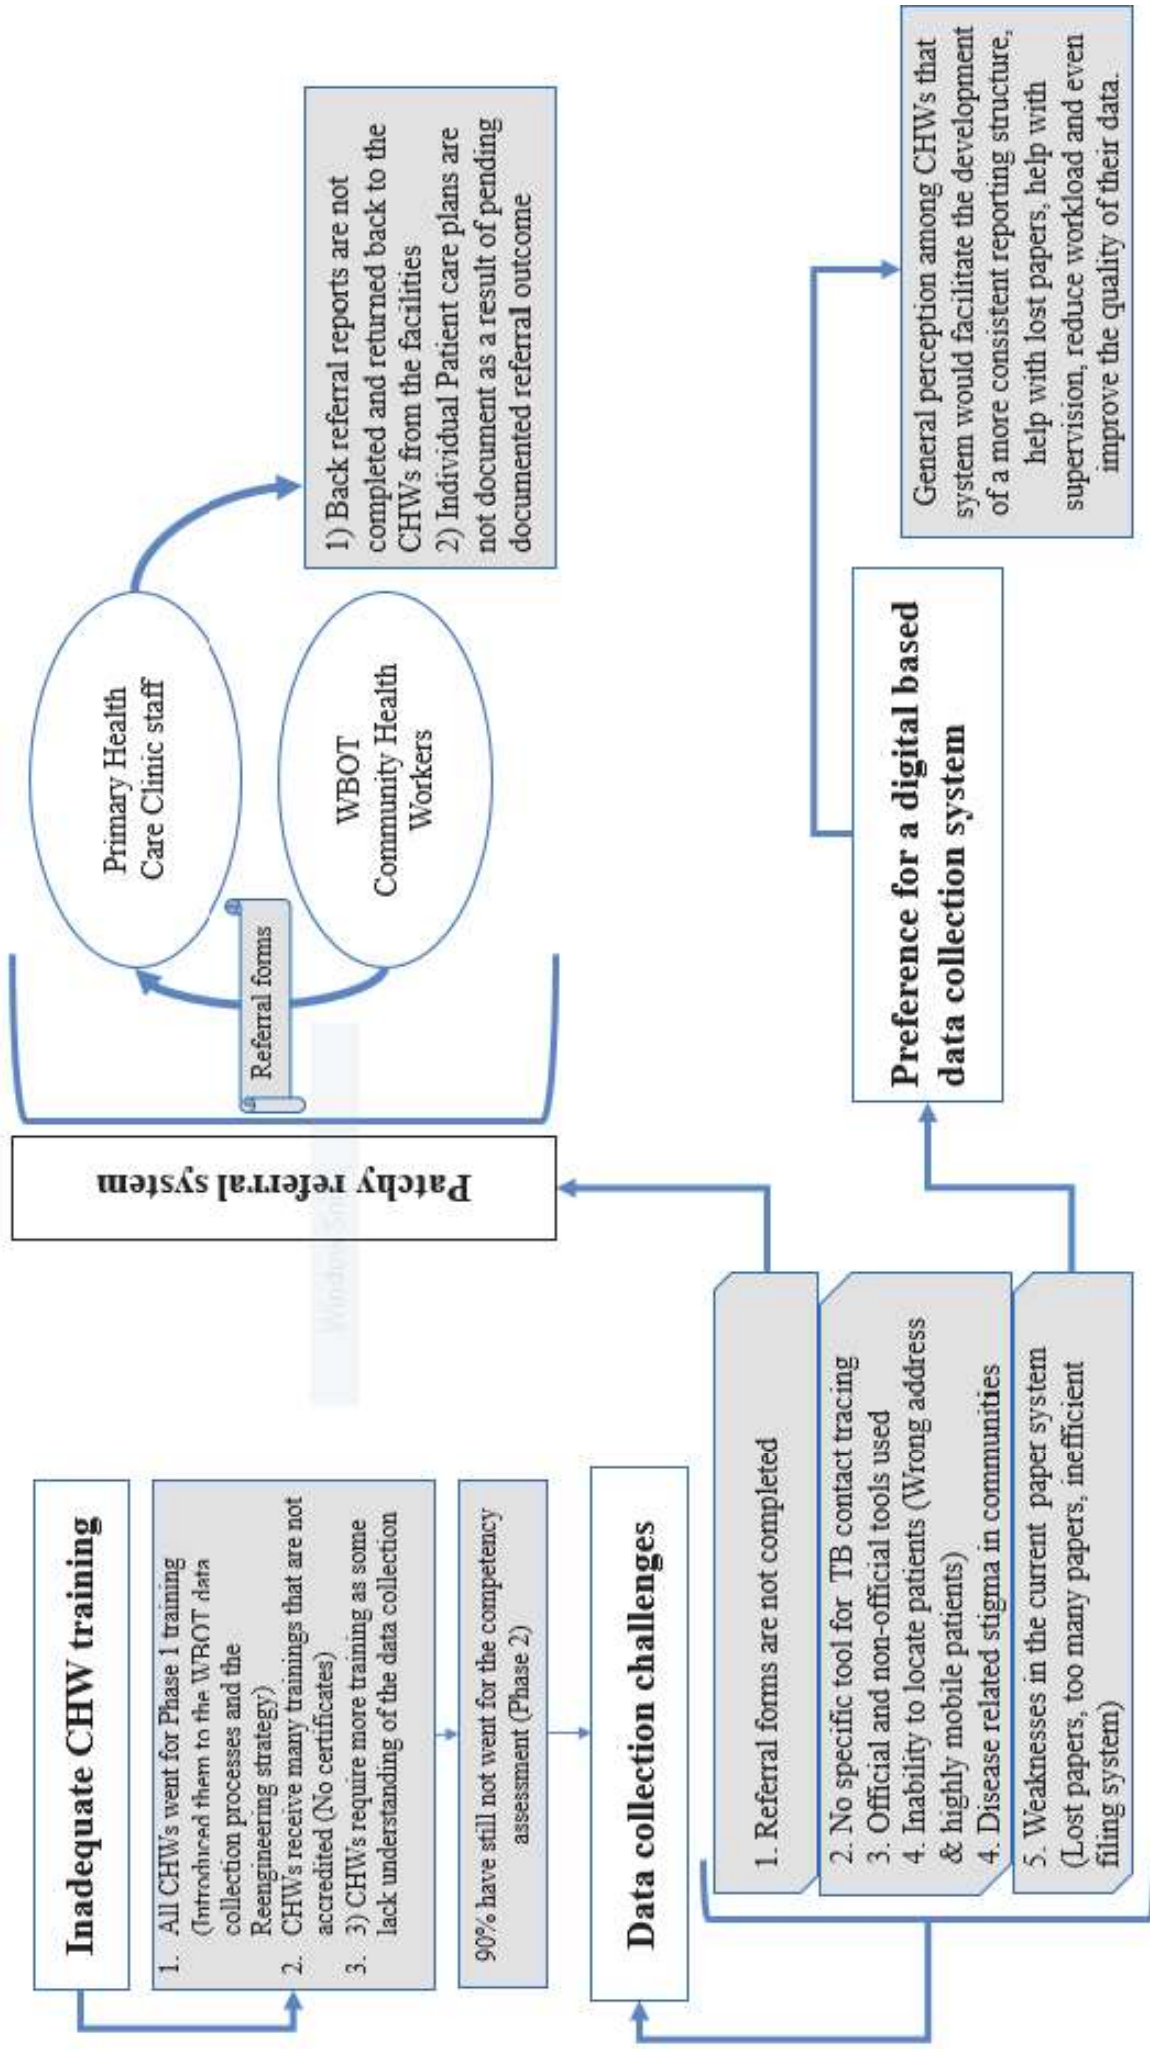 Inadequate CHW training
1. All CHWs went for Phase 1 training
(Introduced them to the WBOT data
collection processes and the
Reengineering strategy)
2. CHWs receive many trainings that are not
accredited (No certificates)
3. 3) CHWs require more training as some
lack understanding of the data collection
90% have still not went for the competency
assessment (Phase 2)
Data collection challenges
1. Referral forms are not completed
2. No specific tool for TB contact tracing
3. Official and non-official tools used
4. Inability to locate patients (Wrong address
& highly mobile patients)
4. Disease related stigma in communities
5. Weaknesses in the current paper system
(Lost papers, too many papers, inefficient
filing system)
Patchy referral system
Referral forms
Primary Health
Care Clinic staff
WBOT
Community Health
Workers
1) Back referral reports are not
completed and returned back to the
CHWs from the facilities
2) Individual Patient care plans are
not document as a result of pending
documented referral outcome
Preference for a digital based
data collection system
General perception among CHWs that
system would facilitate the development
of a more consistent reporting structure,
help with lost papers, help with
supervision, reduce workload and even
improve the quality of their data.